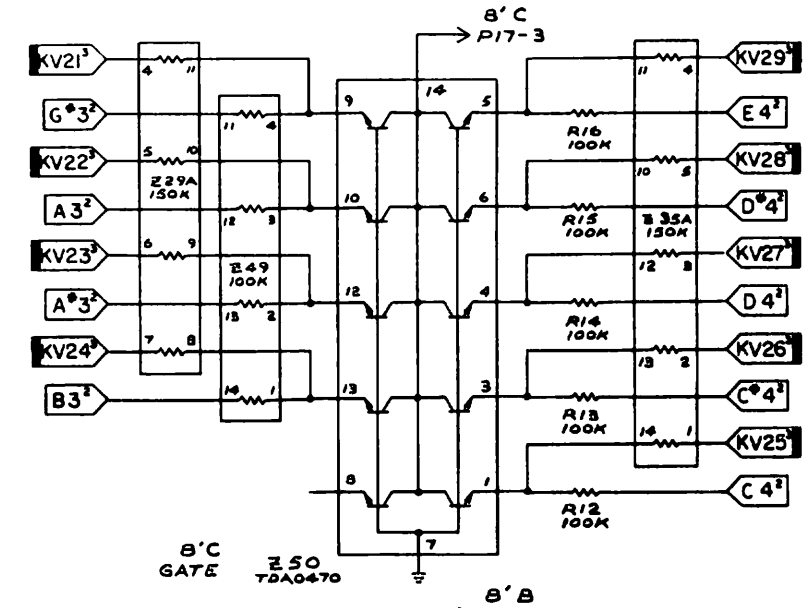 8'C
P17-3
KV21³
4 11
G#3²
11 4
KV22³
5 10
Z29A
150K
A3²
12 3
KV23³
6 9
Z49
100K
A#3²
13 2
KV24³
7 8
B3²
14 1
14
9 5
10 6
12 4
13 3
8 1
7
KV29³
11 4
E4²
R16
100K
KV28³
10 5
D#4²
R15
100K
Z35A
150K
KV27³
12 3
D4²
R14
100K
KV26³
13 2
C#4²
R13
100K
KV25³
14 1
C4²
R12
100K
8'C
GATE
Z50
TDA0470
8'B